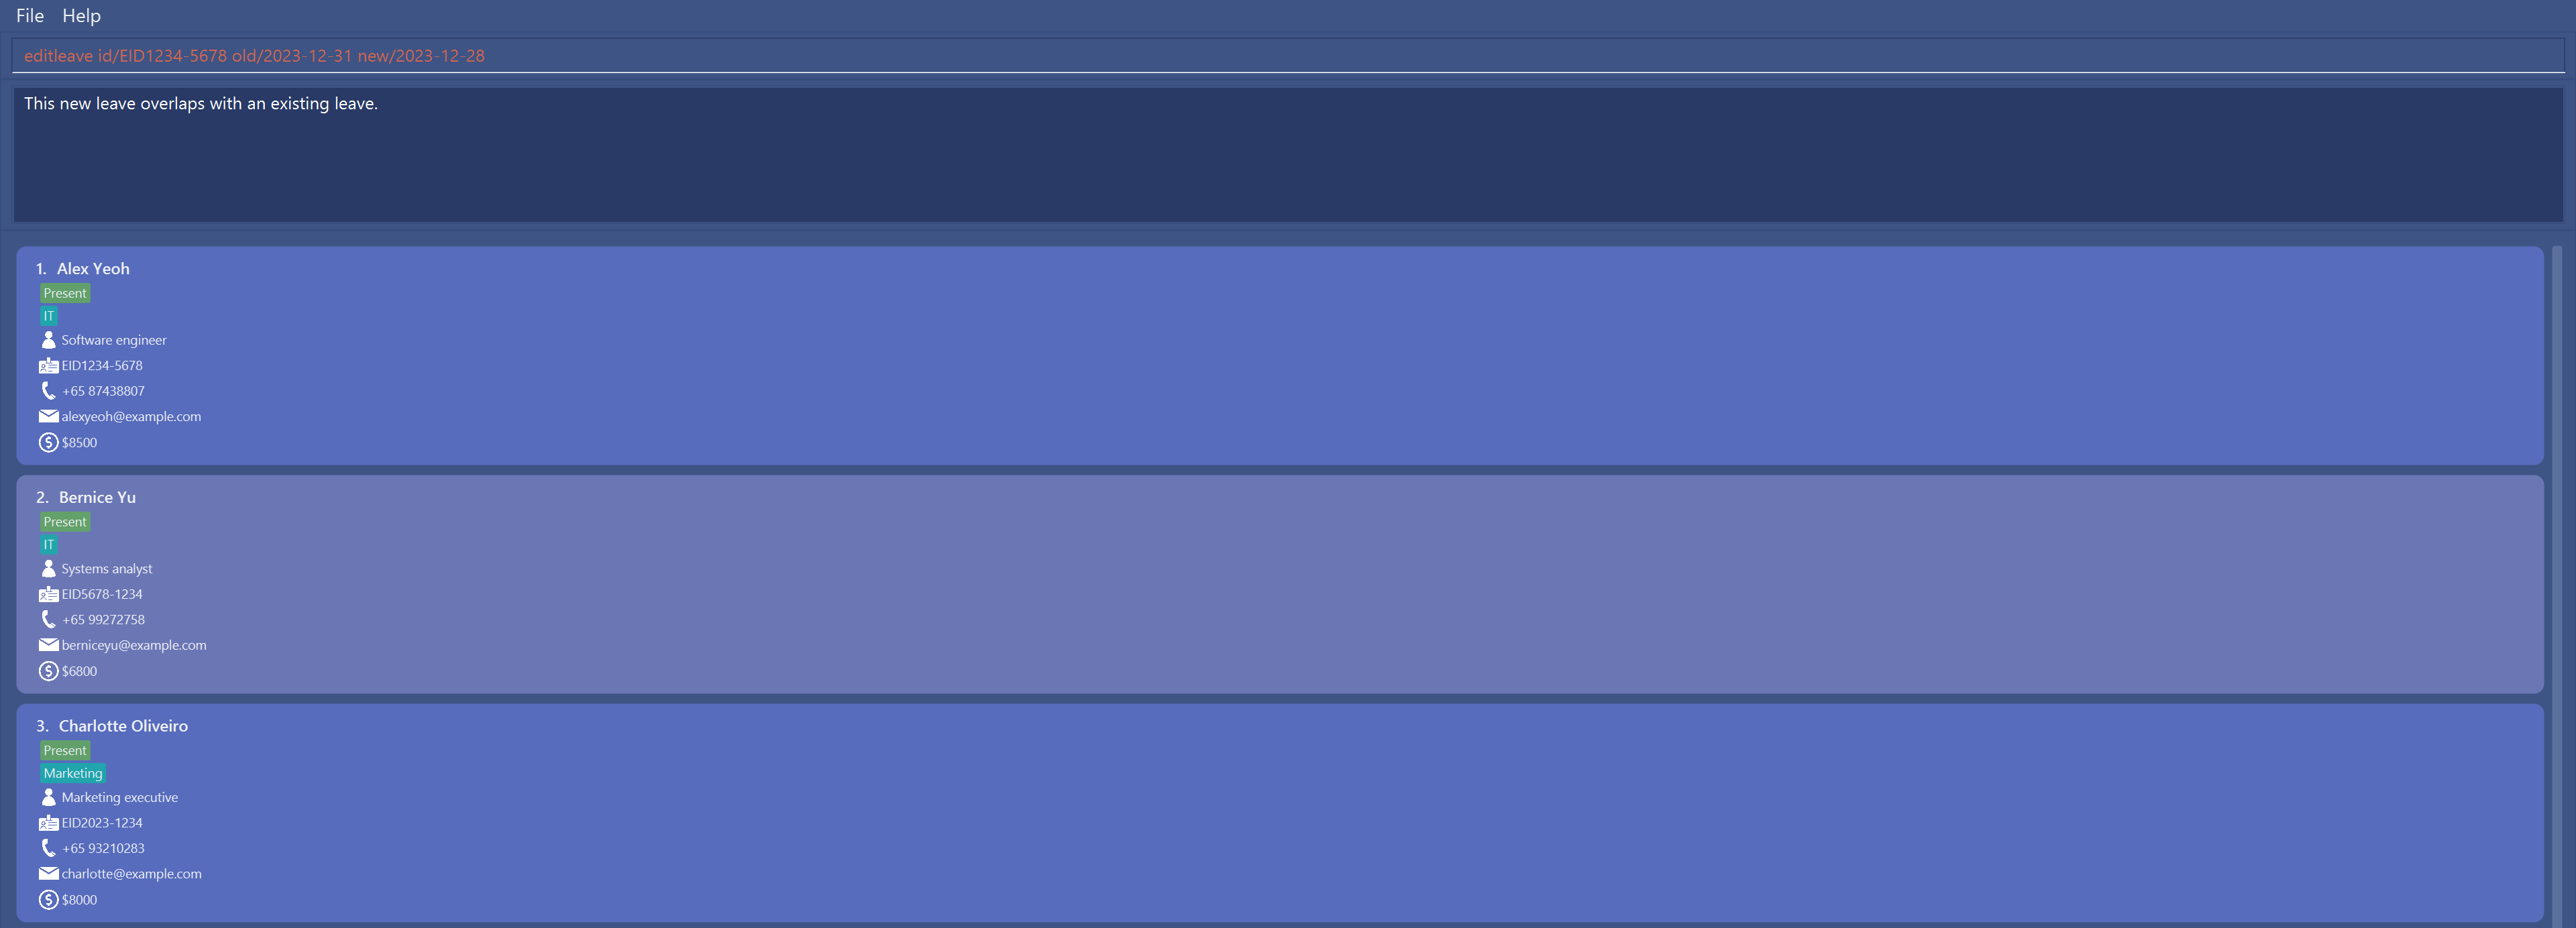 File Help
editleave id/EID1234-5678 old/2023-12-31 new/2023-12-28
This new leave overlaps with an existing leave.
1. Alex Yeoh
Present
IT
Software engineer
EID1234-5678
+65 87438807
alexyeoh@example.com
$8500
2. Bernice Yu
Present
IT
Systems analyst
EID5678-1234
+65 99272758
berniceyu@example.com
$6800
3. Charlotte Oliveiro
Present
Marketing
Marketing executive
EID2023-1234
+65 93210283
charlotte@example.com
$8000